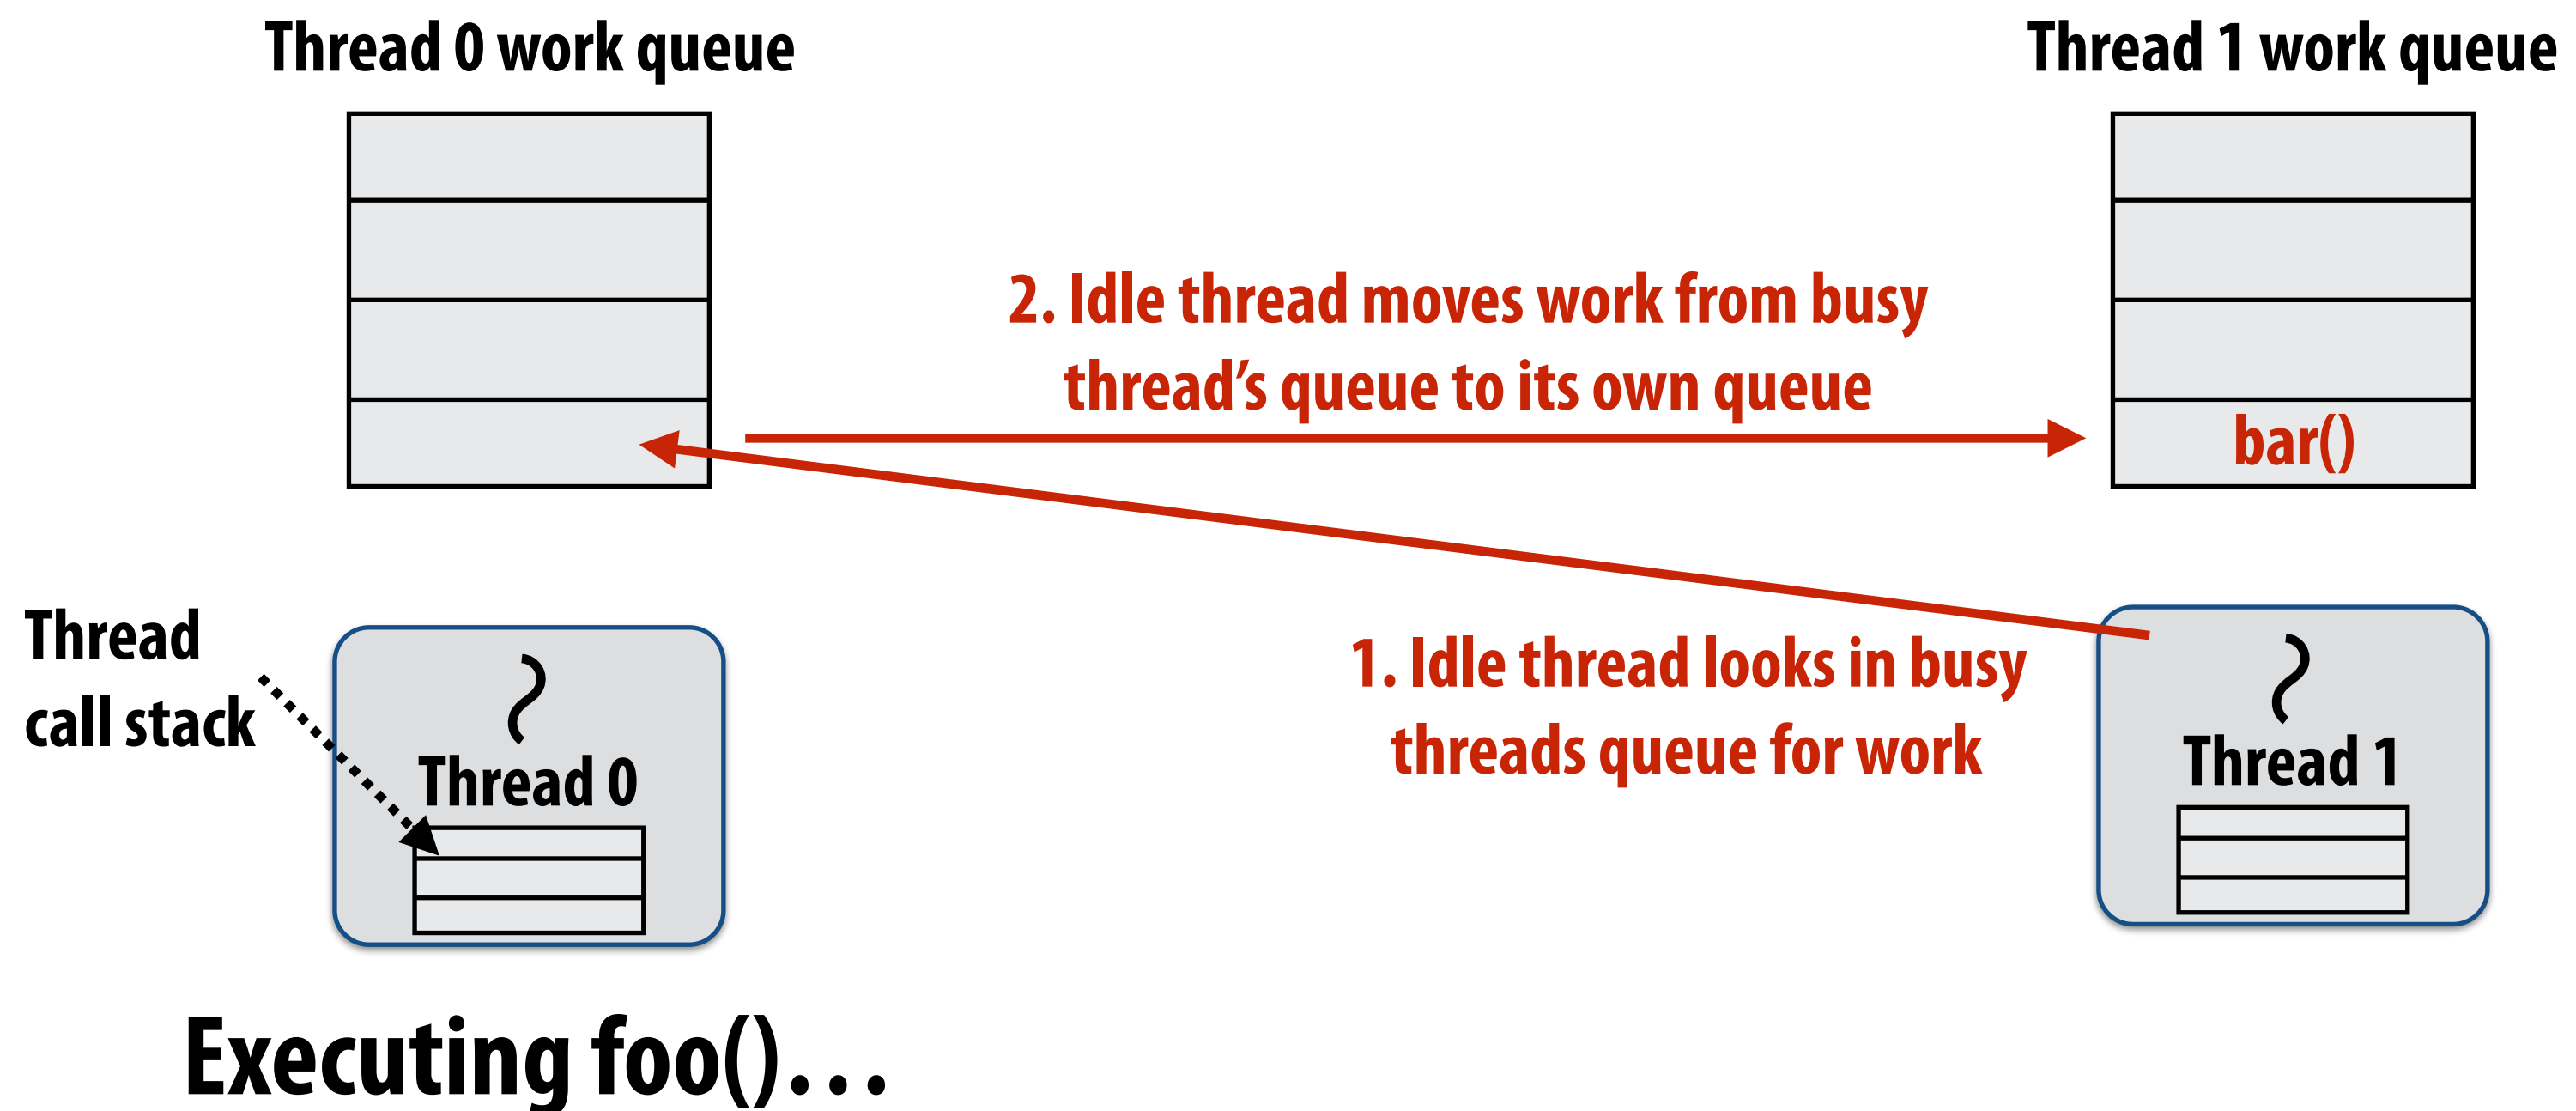 Thread 0 work queue
Thread 1 work queue
2. Idle thread moves work from busy
thread’s queue to its own queue
bar()
Thread
call stack
1. Idle thread looks in busy
threads queue for work
Thread 0
Thread 1
Executing foo()…